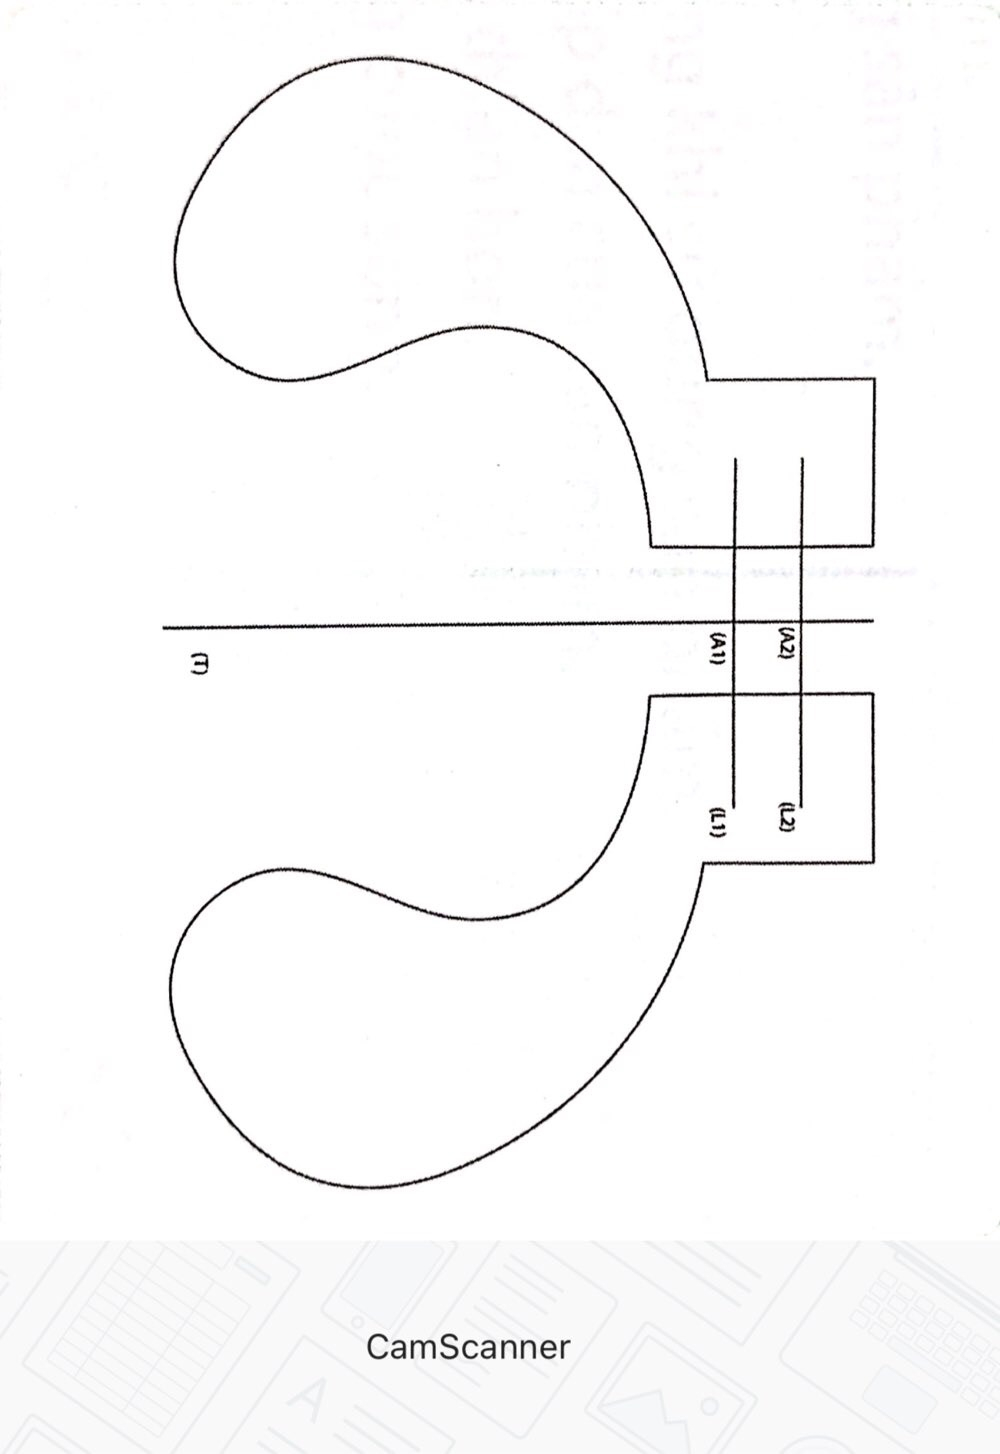 (T)
(A1)
(A2)
(L1)
(L2)
CamScanner